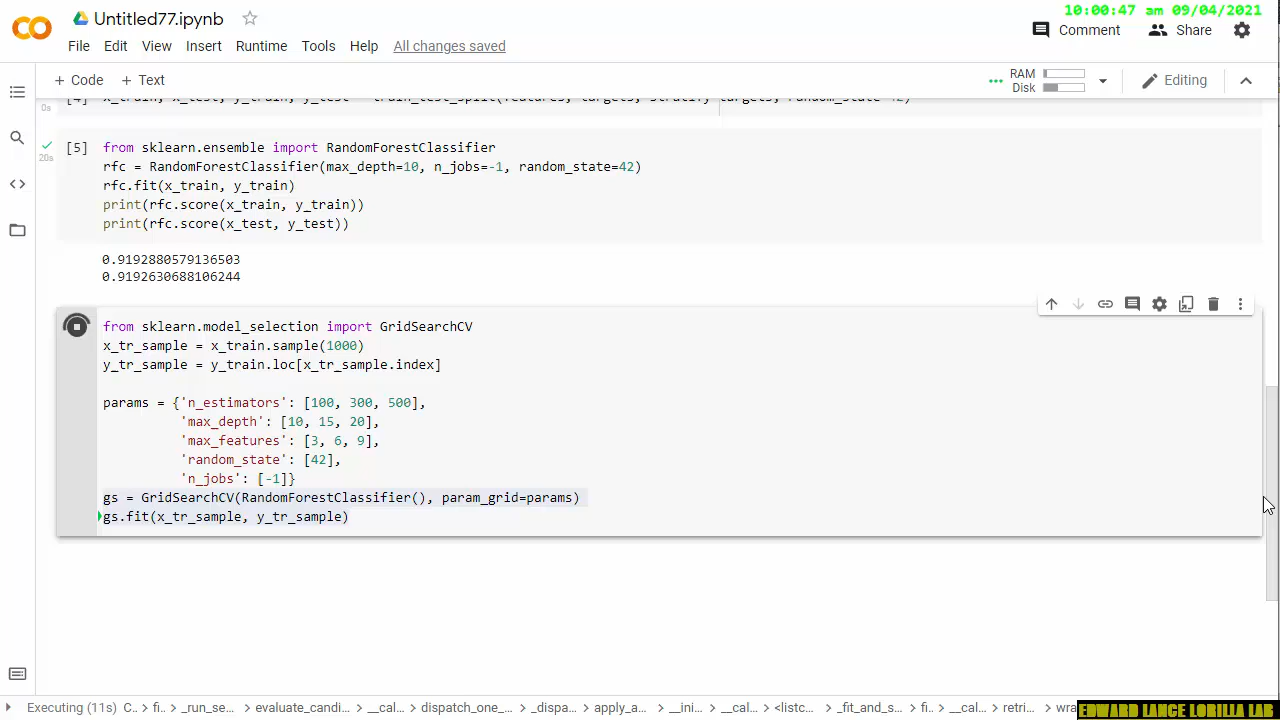 10:00:47 am 09/04/2021
Untitled77.ipynb
Comment
Share
File Edit View Insert Runtime Tools Help All changes saved
+ Code + Text
RAM
Disk
Editing
[4] x_train, x_test, y_train, y_test = train_test_split(features, targets, stratify=targets, random_state=42)
0s
[5] from sklearn.ensemble import RandomForestClassifier
20s
rfc = RandomForestClassifier(max_depth=10, n_jobs=-1, random_state=42)
rfc.fit(x_train, y_train)
print(rfc.score(x_train, y_train))
print(rfc.score(x_test, y_test))
0.9192880579136503
0.9192630688106244
from sklearn.model_selection import GridSearchCV
x_tr_sample = x_train.sample(1000)
y_tr_sample = y_train.loc[x_tr_sample.index]
params = {'n_estimators': [100, 300, 500],
'max_depth': [10, 15, 20],
'max_features': [3, 6, 9],
'random_state': [42],
'n_jobs': [-1]}
gs = GridSearchCV(RandomForestClassifier(), param_grid=params)
gs.fit(x_tr_sample, y_tr_sample)
Executing (11s) C... > fi... > _run_se... > evaluate_candi... > __cal... > dispatch_one_... > _dispa... > apply_a... > __ini... > __cal... > <listc... > _fit_and_s... > fi... > __cal... > retri... > wra
EDWARD LANCE LORILLA LAB